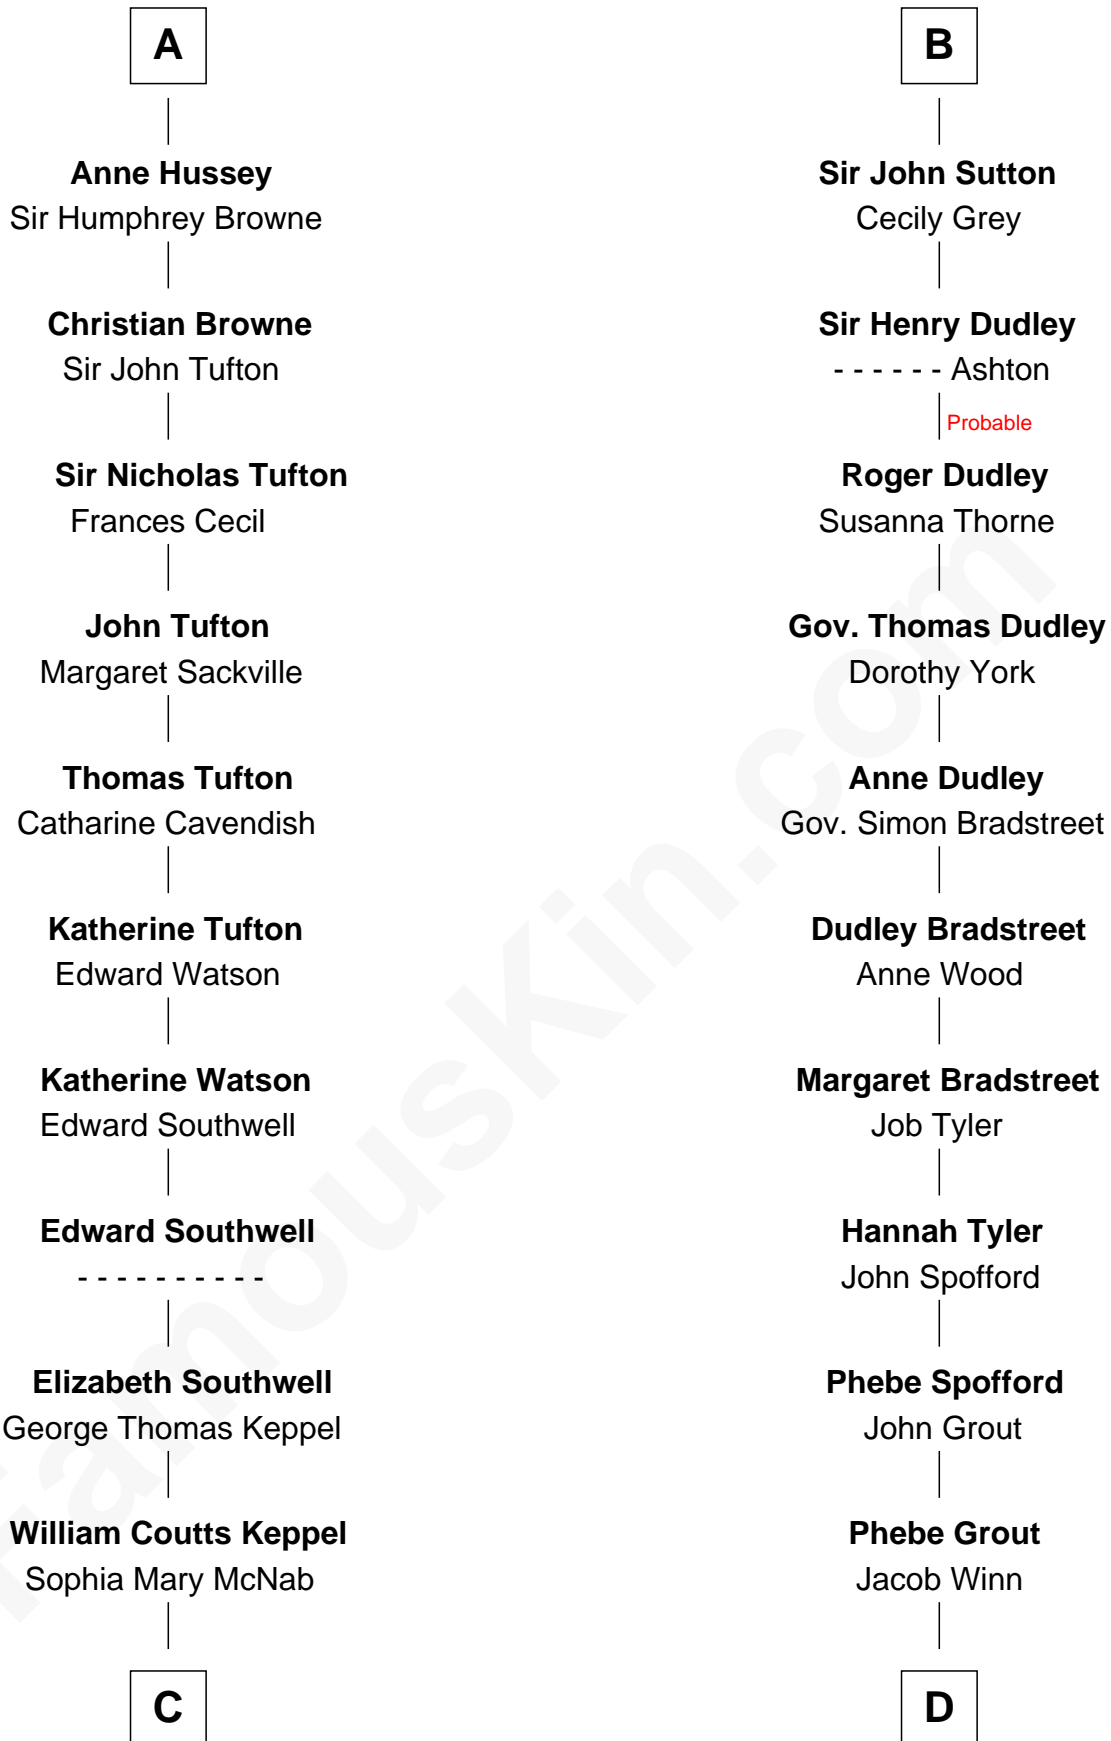 A
Anne Hussey
Sir Humphrey Browne
Christian Browne
Sir John Tufton
Sir Nicholas Tufton
Frances Cecil
John Tufton
Margaret Sackville
Thomas Tufton
Catharine Cavendish
Katherine Tufton
Edward Watson
Katherine Watson
Edward Southwell
Edward Southwell
- - - - - - - - - -
Elizabeth Southwell
George Thomas Keppel
William Coutts Keppel
Sophia Mary McNab
C
B
Sir John Sutton
Cecily Grey
Sir Henry Dudley
- - - - - - Ashton
Probable
Roger Dudley
Susanna Thorne
Gov. Thomas Dudley
Dorothy York
Anne Dudley
Gov. Simon Bradstreet
Dudley Bradstreet
Anne Wood
Margaret Bradstreet
Job Tyler
Hannah Tyler
John Spofford
Phebe Spofford
John Grout
Phebe Grout
Jacob Winn
D
FamousKin.com